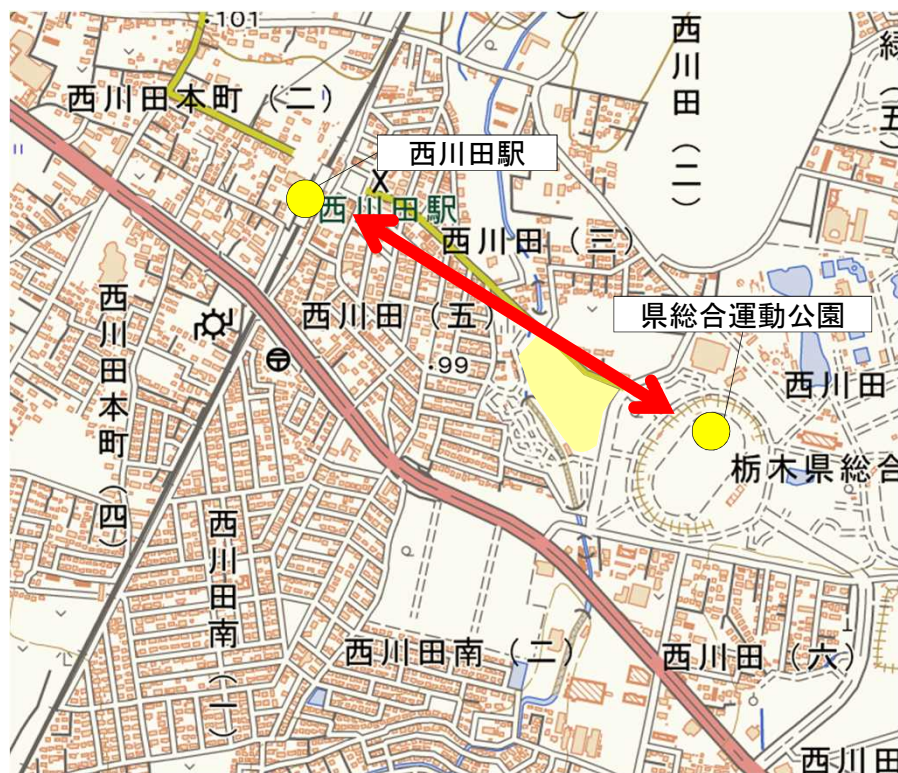 ・101
西川田本町（二）
西川田駅
西川田駅
西川田（二）
緑（五）
西川田（三）
県総合運動公園
西川田（五）
・99
西川田本町（四）
西川田
栃木県総合
西川田南（一）
西川田南（二）
西川田（六）
西川田